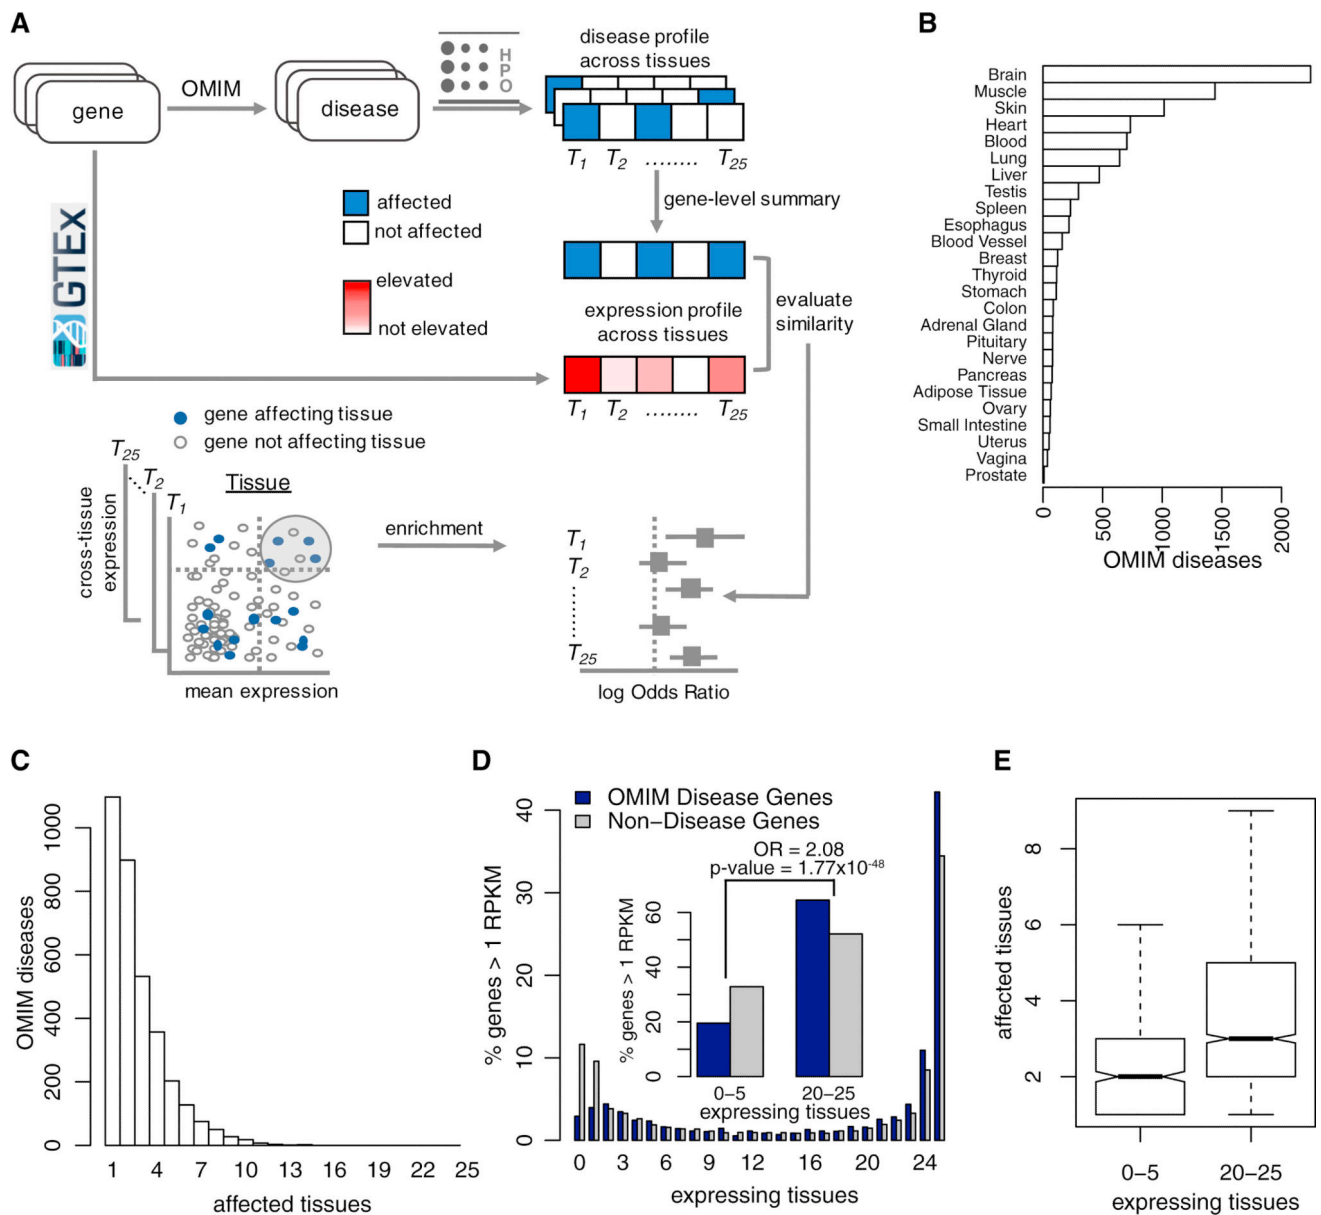 A
gene
OMIM
disease
H
P
O
disease profile
across tissues
T1 T2 ........ T25
affected
not affected
gene-level summary
GTEx
elevated
not elevated
expression profile
across tissues
evaluate
similarity
T1 T2 ........ T25
gene affecting tissue
gene not affecting tissue
T25
T2
T1
cross-tissue
expression
Tissue
mean expression
enrichment
T1
T2
T25
log Odds Ratio
B
Brain
Muscle
Skin
Heart
Blood
Lung
Liver
Testis
Spleen
Esophagus
Blood Vessel
Breast
Thyroid
Stomach
Colon
Adrenal Gland
Pituitary
Nerve
Pancreas
Adipose Tissue
Ovary
Small Intestine
Uterus
Vagina
Prostate
0 500 1000 1500 2000
OMIM diseases
C
OMIM diseases
1000
800
600
400
200
0
1 4 7 10 13 16 19 22 25
affected tissues
D
% genes > 1 RPKM
40
30
20
10
0
OMIM Disease Genes
Non−Disease Genes
OR = 2.08
p-value = 1.77x10-48
% genes > 1 RPKM
60
40
20
0
0−5 20−25
expressing tissues
0 3 6 9 12 16 20 24
expressing tissues
E
affected tissues
8
6
4
2
0−5 20−25
expressing tissues